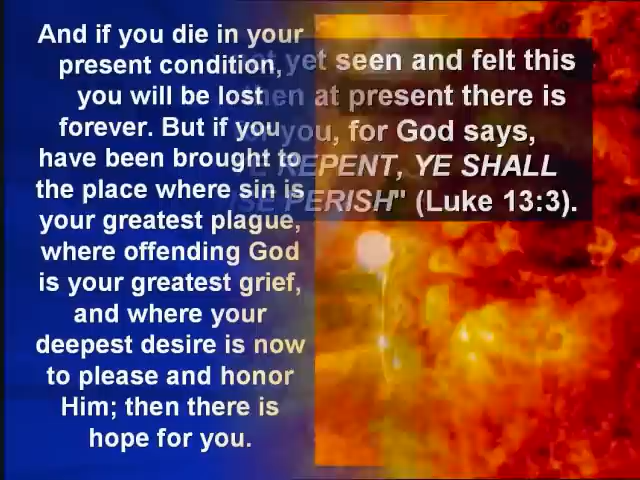 And if you die in your
present condition,
you will be lost
forever. But if you
have been brought to
the place where sin is
your greatest plague,
where offending God
is your greatest grief,
and where your
deepest desire is now
to please and honor
Him; then there is
hope for you.
yet seen and felt this
at present there is
you, for God says,
REPENT, YE SHALL
PERISH" (Luke 13:3).